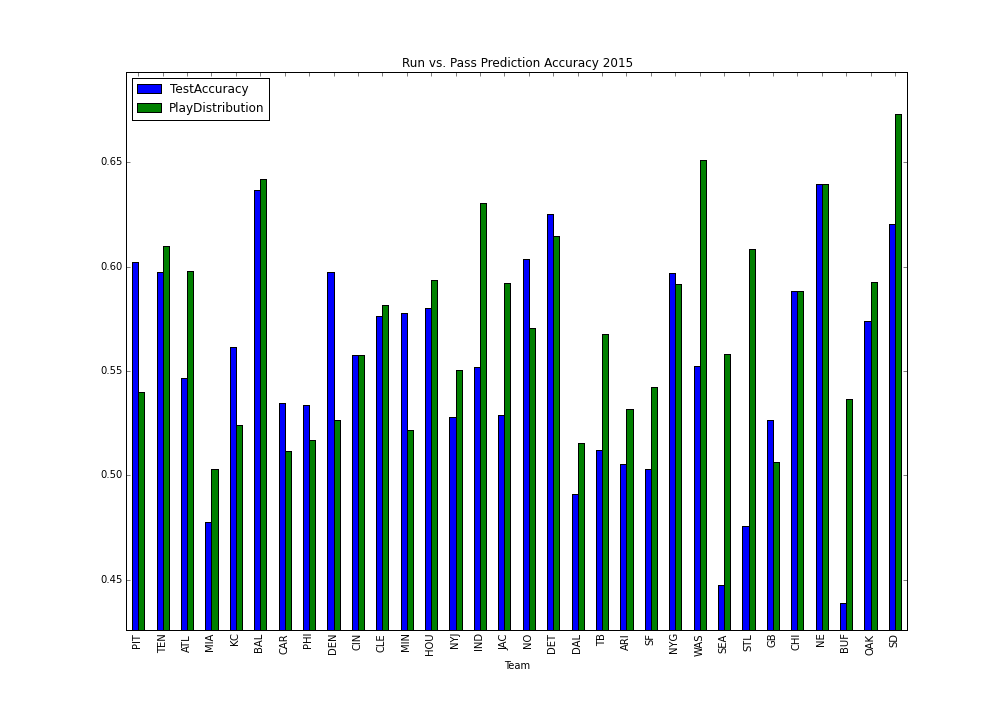 Run vs. Pass Prediction Accuracy 2015
TestAccuracy
PlayDistribution
0.65
0.60
0.55
0.50
0.45
PIT TEN ATL MIA KC BAL CAR PHI DEN CIN CLE MIN HOU NYJ IND JAC NO DET DAL TB ARI SF NYG WAS SEA STL GB CHI NE BUF OAK SD
Team